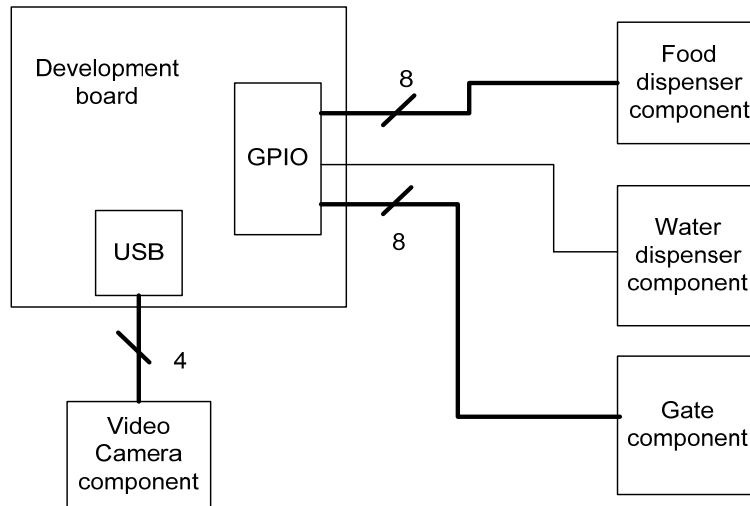 Development
board
GPIO
USB
8
8
4
Food
dispenser
component
Water
dispenser
component
Gate
component
Video
Camera
component